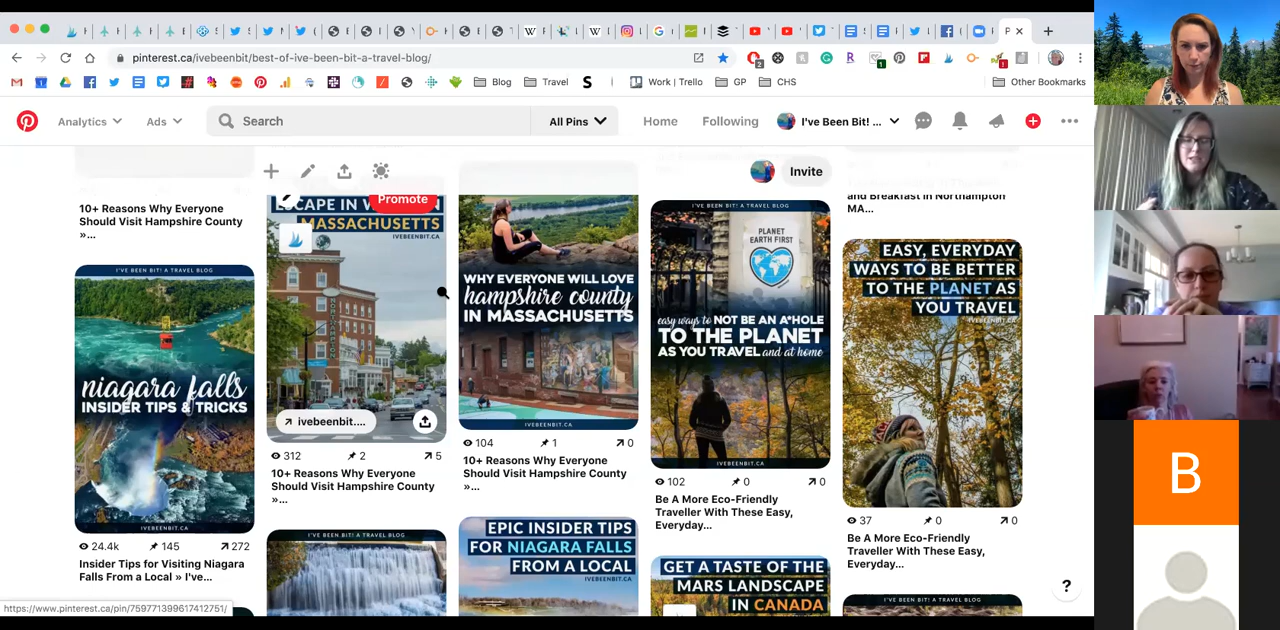 pinterest.ca/ivebeenbit/best-of-ive-been-bit-a-travel-blog/
Blog
Travel
Work | Trello
GP
CHS
Other Bookmarks
Analytics
Ads
Search
All Pins
Home
Following
I've Been Bit! ...
Invite
10+ Reasons Why Everyone
Should Visit Hampshire County
»...
I'VE BEEN BIT! A TRAVEL BLOG
niagara falls
INSIDER TIPS & TRICKS
IVEBEENBIT.CA
24.4k
145
272
Insider Tips for Visiting Niagara
Falls From a Local » I've...
Promote
MASSACHUSETTS
IVEBEENBIT.CA
NORTHAMPTON
ivebeenbit....
312
2
5
10+ Reasons Why Everyone
Should Visit Hampshire County
»...
I'VE BEEN BIT! A TRAVEL BLOG
WHY EVERYONE WILL LOVE
hampshire county
IN MASSACHUSETTS
IVEBEENBIT.CA
104
1
0
10+ Reasons Why Everyone
Should Visit Hampshire County
»...
EPIC INSIDER TIPS
FOR NIAGARA FALLS
FROM A LOCAL
IVEBEENBIT.CA
I'VE BEEN BIT! A TRAVEL BLOG
PLANET
EARTH FIRST
easy ways to NOT BE AN A*HOLE
TO THE PLANET
AS YOU TRAVEL and at home
IVEBEENBIT.CA
102
0
0
Be A More Eco-Friendly
Traveller With These Easy,
Everyday...
GET A TASTE OF THE
MARS LANDSCAPE
IN CANADA
and Breakfast in Northampton
MA...
EASY, EVERYDAY
WAYS TO BE BETTER
TO THE PLANET AS
YOU TRAVEL
IVEBEENBIT.CA
37
0
0
Be A More Eco-Friendly
Traveller With These Easy,
Everyday...
I'VE BEEN BIT! A TRAVEL BLOG
?
https://www.pinterest.ca/pin/759771399617412751/
B